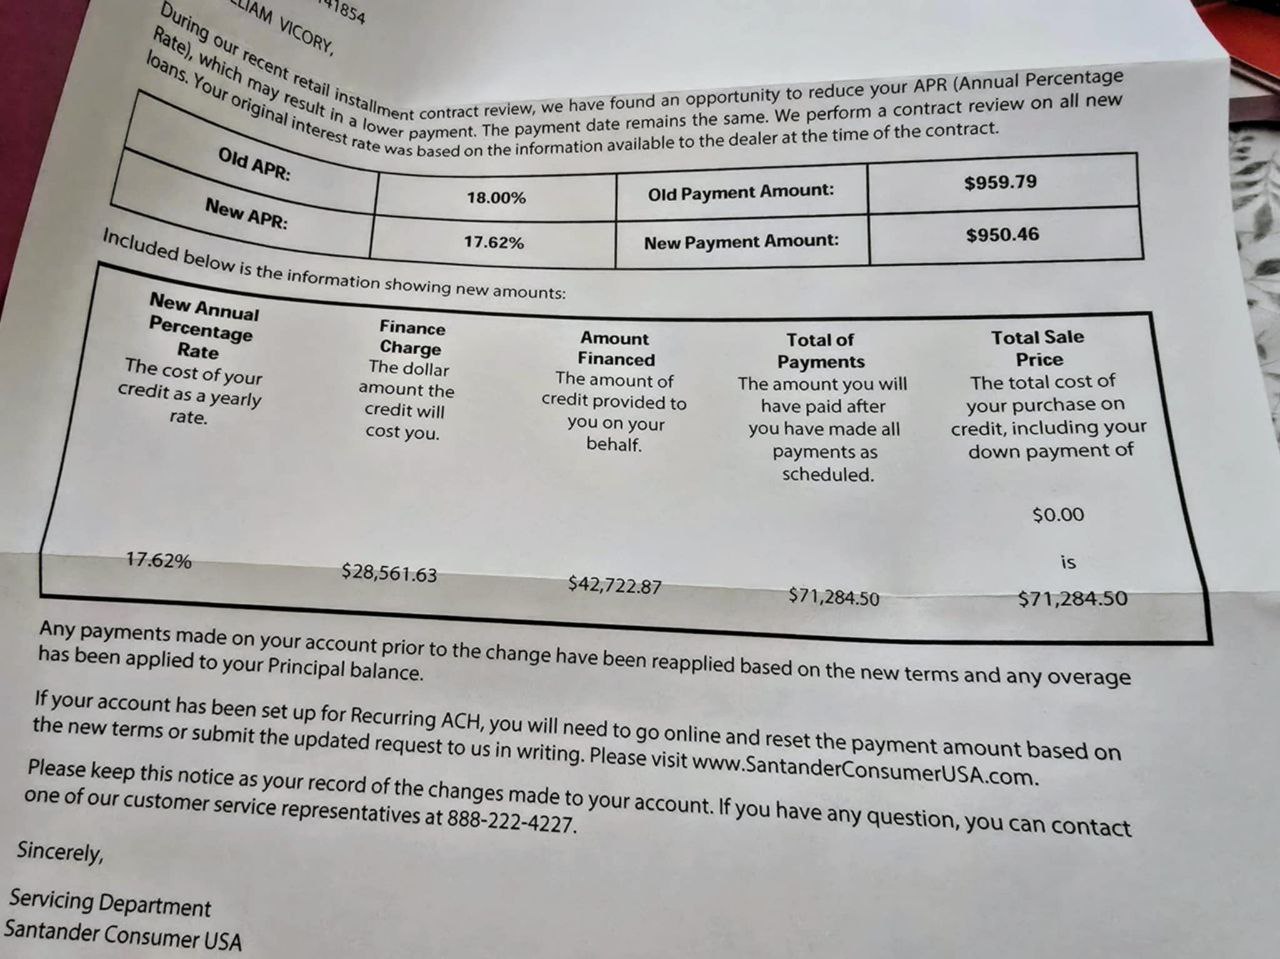 41854
LIAM VICORY,
During our recent retail installment contract review, we have found an opportunity to reduce your APR (Annual Percentage
Rate), which may result in a lower payment. The payment date remains the same. We perform a contract review on all new
loans. Your original interest rate was based on the information available to the dealer at the time of the contract.
Old APR: 18.00% Old Payment Amount: $959.79
New APR: 17.62% New Payment Amount: $950.46
Included below is the information showing new amounts:
New Annual
Percentage
Rate
The cost of your
credit as a yearly
rate.
17.62%
Finance
Charge
The dollar
amount the
credit will
cost you.
$28,561.63
Amount
Financed
The amount of
credit provided to
you on your
behalf.
$42,722.87
Total of
Payments
The amount you will
have paid after
you have made all
payments as
scheduled.
$71,284.50
Total Sale
Price
The total cost of
your purchase on
credit, including your
down payment of
$0.00
is
$71,284.50
Any payments made on your account prior to the change have been reapplied based on the new terms and any overage
has been applied to your Principal balance.
If your account has been set up for Recurring ACH, you will need to go online and reset the payment amount based on
the new terms or submit the updated request to us in writing. Please visit www.SantanderConsumerUSA.com.
Please keep this notice as your record of the changes made to your account. If you have any question, you can contact
one of our customer service representatives at 888-222-4227.
Sincerely,
Servicing Department
Santander Consumer USA